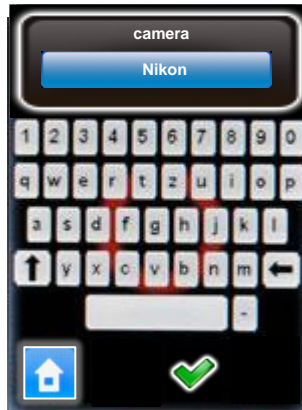 camera
Nikon
1 2 3 4 5 6 7 8 9 0
q w e r t z u i o p
a s d f g h j k l
y x c v b n m
-